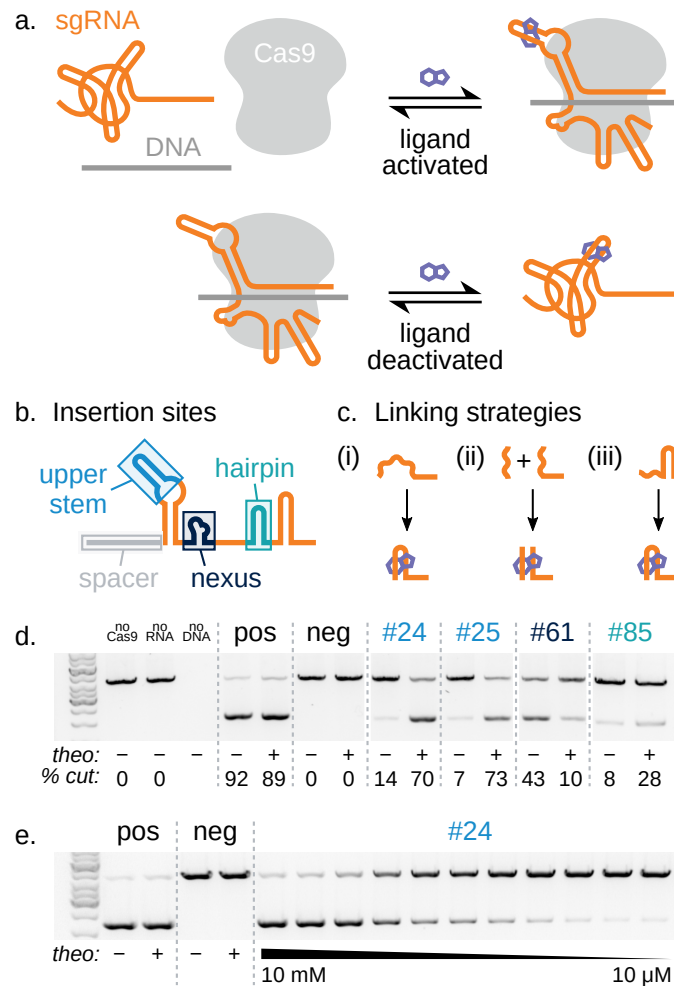 a.
sgRNA
Cas9
DNA
ligand
activated
ligand
deactivated
b. Insertion sites
upper
stem
hairpin
spacer
nexus
c. Linking strategies
(i) (ii) + (iii)
d.
no Cas9 no RNA no DNA pos neg #24 #25 #61 #85
theo: − − − − + − + − + − + − + − +
% cut: 0 0 92 89 0 0 14 70 7 73 43 10 8 28
e.
pos neg #24
theo: − + − +
10 mM 10 µM